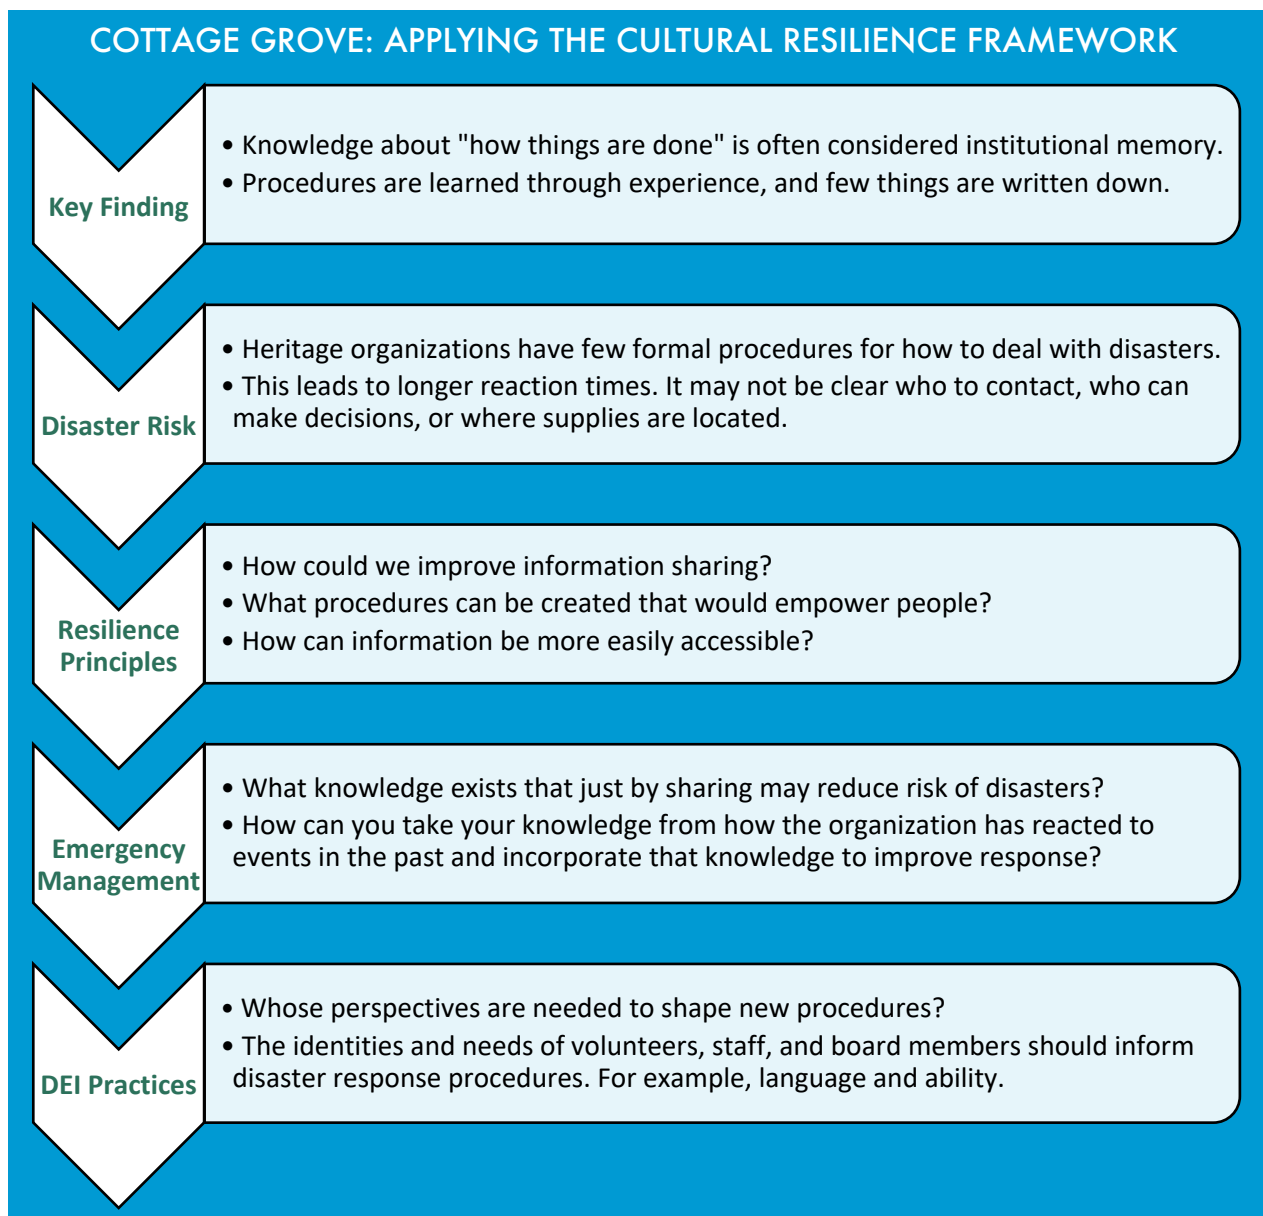 COTTAGE GROVE: APPLYING THE CULTURAL RESILIENCE FRAMEWORK
Key Finding
• Knowledge about "how things are done" is often considered institutional memory.
• Procedures are learned through experience, and few things are written down.
Disaster Risk
• Heritage organizations have few formal procedures for how to deal with disasters.
• This leads to longer reaction times. It may not be clear who to contact, who can
make decisions, or where supplies are located.
Resilience
Principles
• How could we improve information sharing?
• What procedures can be created that would empower people?
• How can information be more easily accessible?
Emergency
Management
• What knowledge exists that just by sharing may reduce risk of disasters?
• How can you take your knowledge from how the organization has reacted to
events in the past and incorporate that knowledge to improve response?
DEI Practices
• Whose perspectives are needed to shape new procedures?
• The identities and needs of volunteers, staff, and board members should inform
disaster response procedures. For example, language and ability.